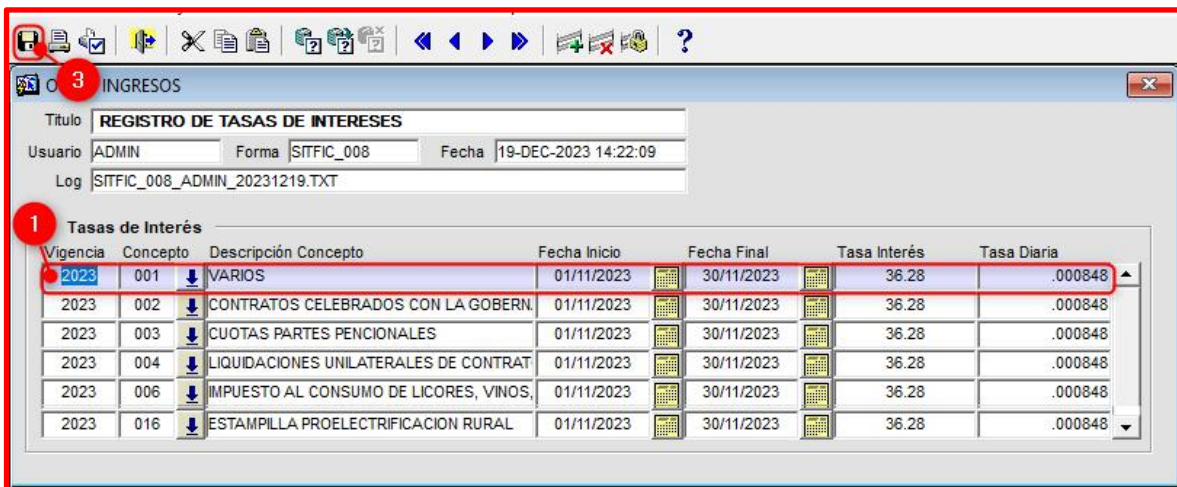 3
O INGRESOS
Titulo REGISTRO DE TASAS DE INTERESES
Usuario ADMIN Forma SITFIC_008 Fecha 19-DEC-2023 14:22:09
Log SITFIC_008_ADMIN_20231219.TXT
1 Tasas de Interés
Vigencia Concepto Descripción Concepto Fecha Inicio Fecha Final Tasa Interés Tasa Diaria
2023 001 VARIOS 01/11/2023 30/11/2023 36.28 .000848
2023 002 CONTRATOS CELEBRADOS CON LA GOBERN. 01/11/2023 30/11/2023 36.28 .000848
2023 003 CUOTAS PARTES PENCIONALES 01/11/2023 30/11/2023 36.28 .000848
2023 004 LIQUIDACIONES UNILATERALES DE CONTRAT 01/11/2023 30/11/2023 36.28 .000848
2023 006 IMPUESTO AL CONSUMO DE LICORES, VINOS, 01/11/2023 30/11/2023 36.28 .000848
2023 016 ESTAMPILLA PROELECTRIFICACION RURAL 01/11/2023 30/11/2023 36.28 .000848